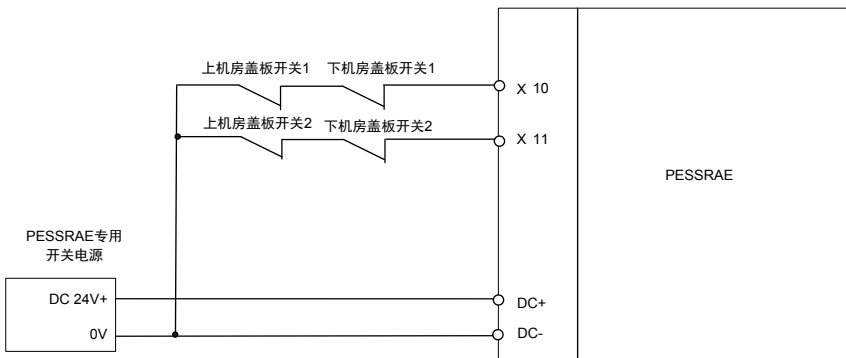 上机房盖板开关1 下机房盖板开关1
X 10
上机房盖板开关2 下机房盖板开关2
X 11
PESSRAE
PESSRAE专用
开关电源
DC 24V+
DC+
0V
DC-